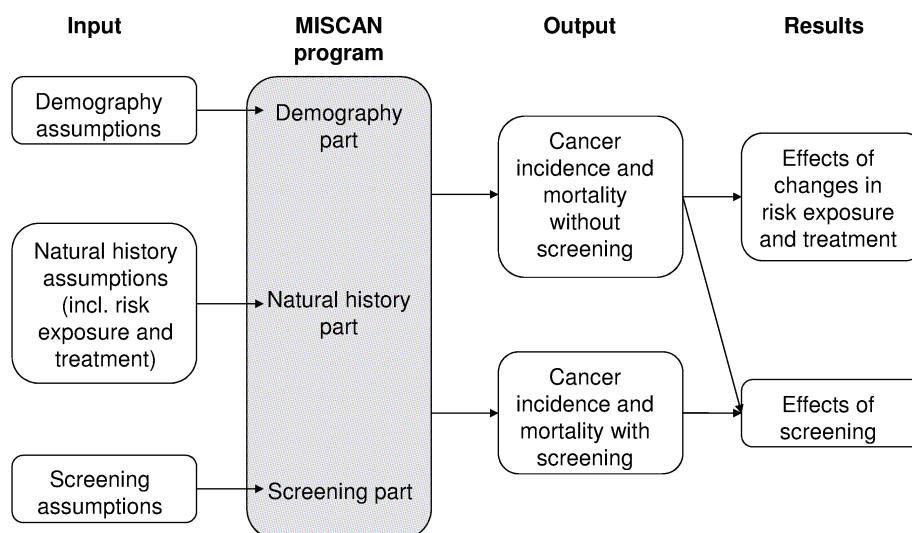 Input
MISCAN
program
Output
Results
Demography
assumptions
Demography
part
Cancer
incidence and
mortality
without
screening
Effects of
changes in
risk exposure
and treatment
Natural history
assumptions
(incl. risk
exposure and
treatment)
Natural history
part
Cancer
incidence and
mortality with
screening
Effects of
screening
Screening
assumptions
Screening part